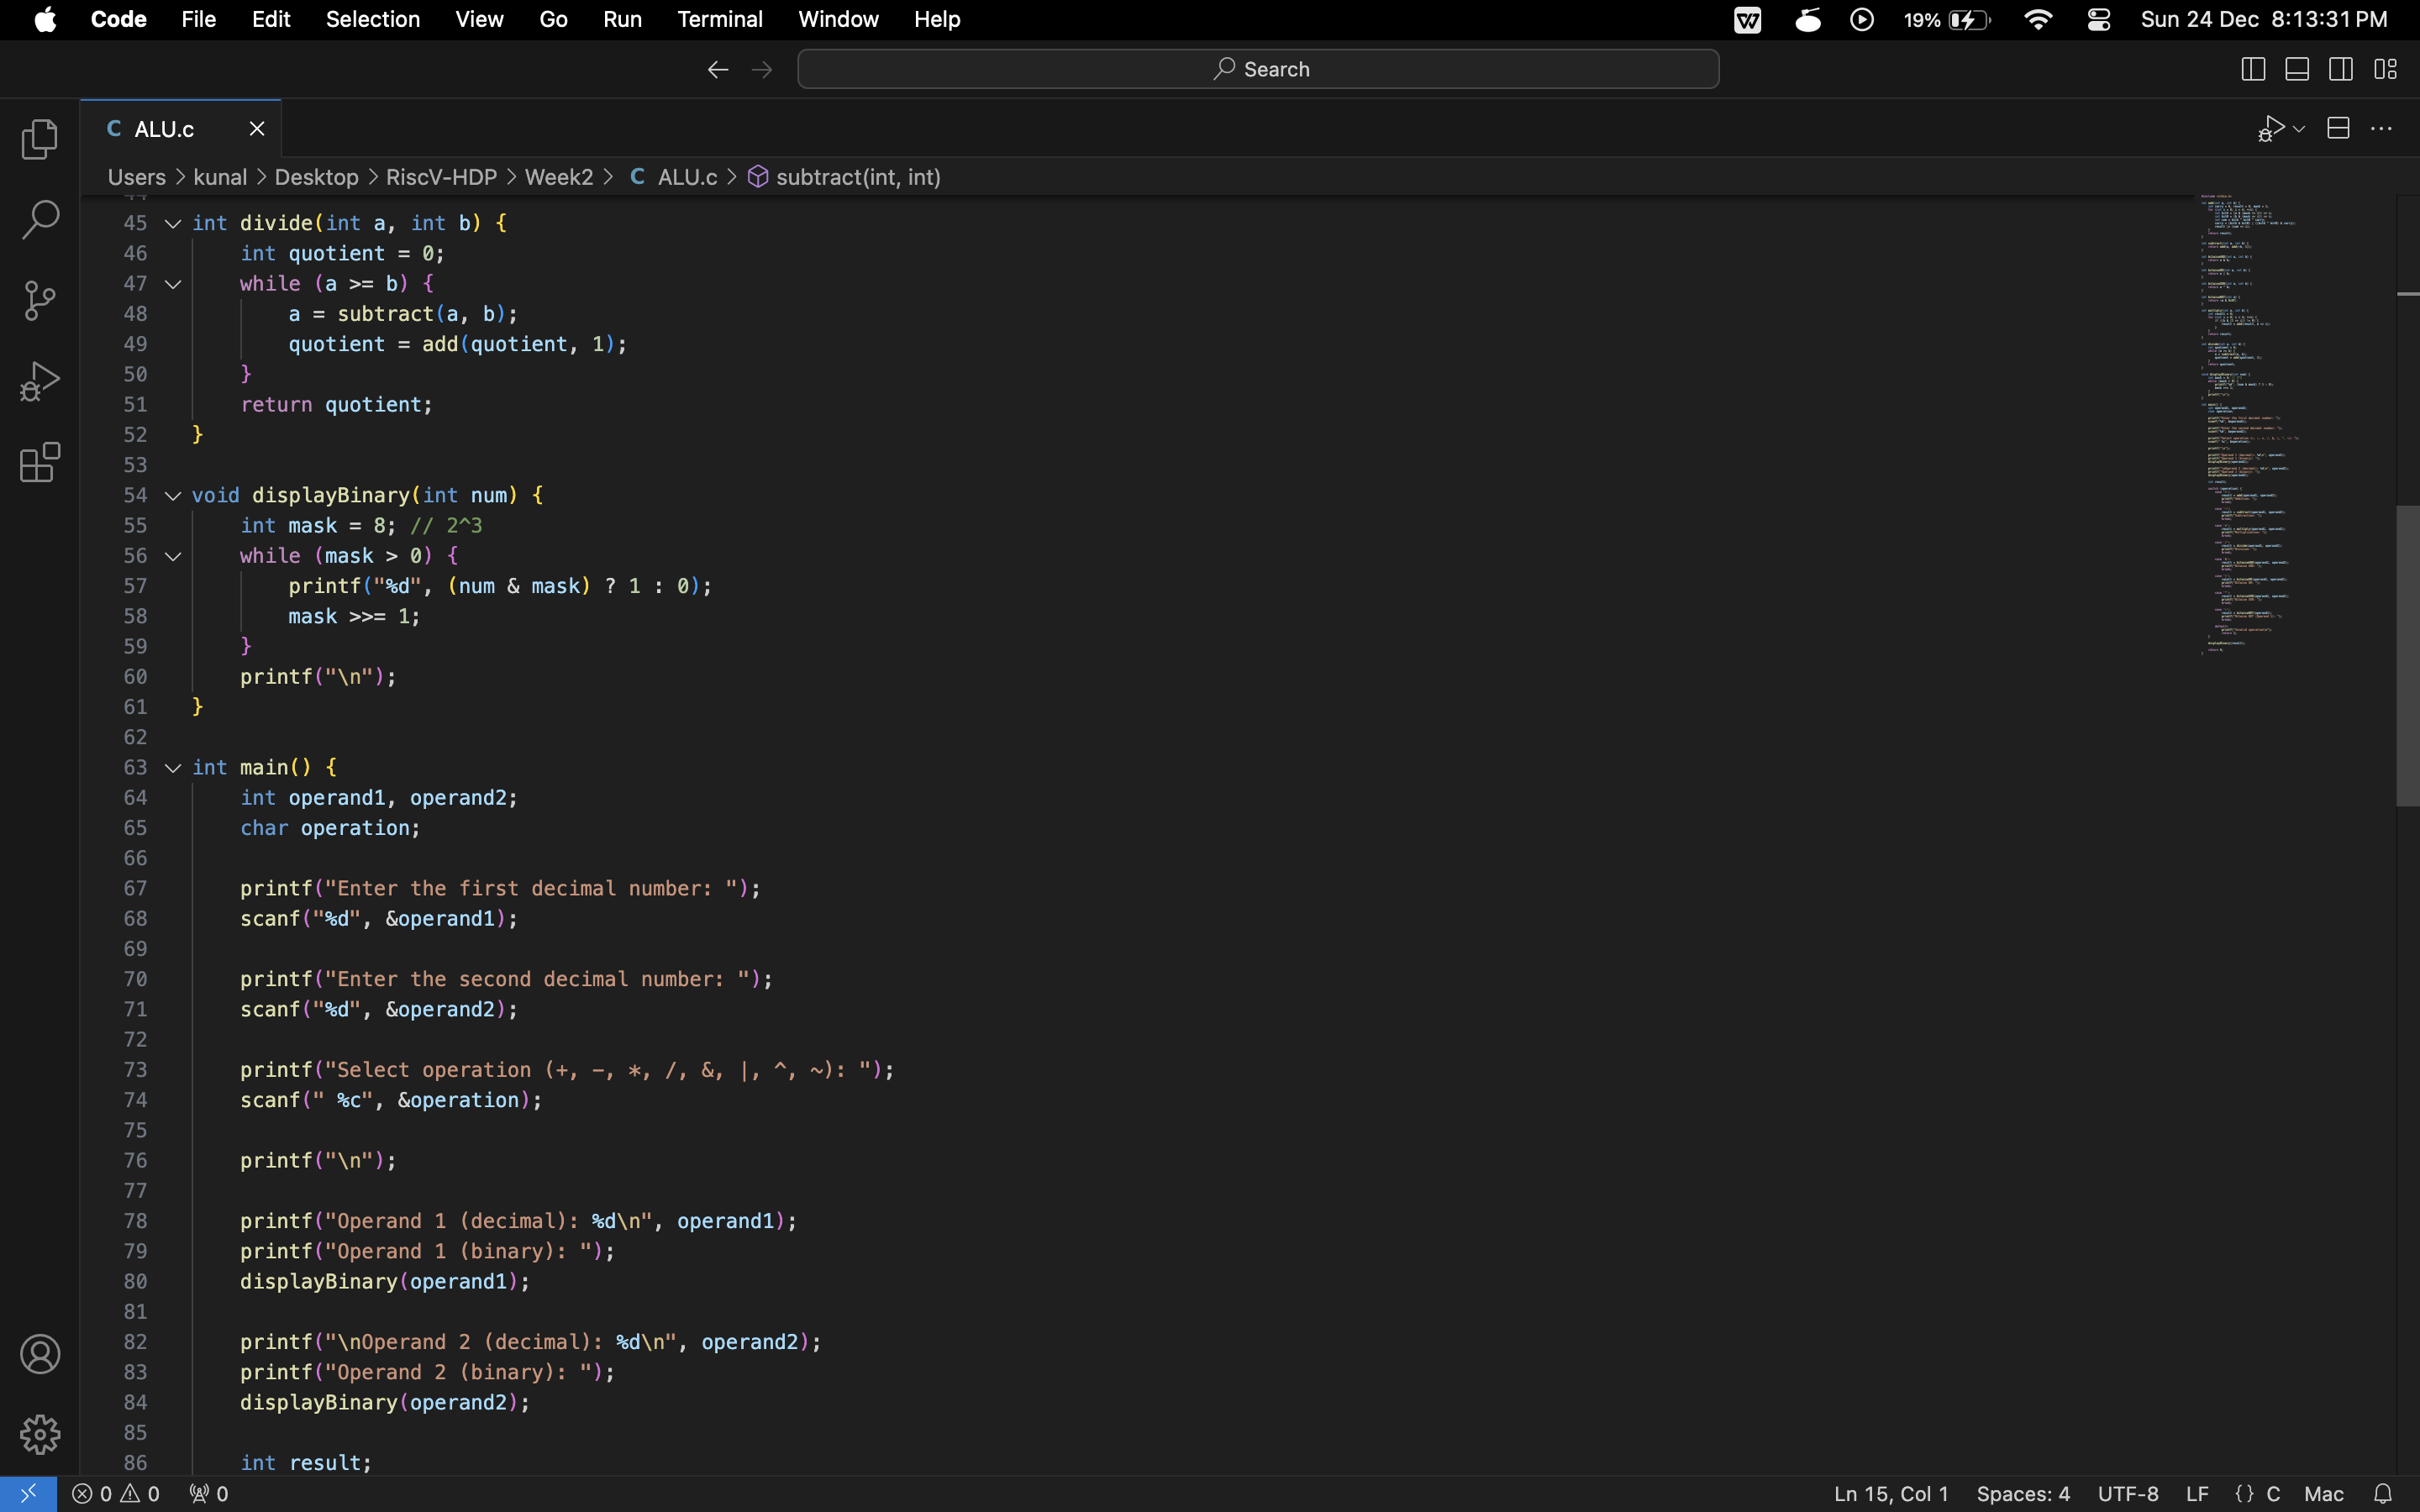 Code File Edit Selection View Go Run Terminal Window Help 19% Sun 24 Dec 8:13:31 PM
Search
C ALU.c
Users > kunal > Desktop > RiscV-HDP > Week2 > C ALU.c > subtract(int, int)
44
45 int divide(int a, int b) {
46 int quotient = 0;
47 while (a >= b) {
48 a = subtract(a, b);
49 quotient = add(quotient, 1);
50 }
51 return quotient;
52 }
53
54 void displayBinary(int num) {
55 int mask = 8; // 2^3
56 while (mask > 0) {
57 printf("%d", (num & mask) ? 1 : 0);
58 mask >>= 1;
59 }
60 printf("\n");
61 }
62
63 int main() {
64 int operand1, operand2;
65 char operation;
66
67 printf("Enter the first decimal number: ");
68 scanf("%d", &operand1);
69
70 printf("Enter the second decimal number: ");
71 scanf("%d", &operand2);
72
73 printf("Select operation (+, -, *, /, &, |, ^, ~): ");
74 scanf(" %c", &operation);
75
76 printf("\n");
77
78 printf("Operand 1 (decimal): %d\n", operand1);
79 printf("Operand 1 (binary): ");
80 displayBinary(operand1);
81
82 printf("\nOperand 2 (decimal): %d\n", operand2);
83 printf("Operand 2 (binary): ");
84 displayBinary(operand2);
85
86 int result;
0 0 0 Ln 15, Col 1 Spaces: 4 UTF-8 LF {} C Mac